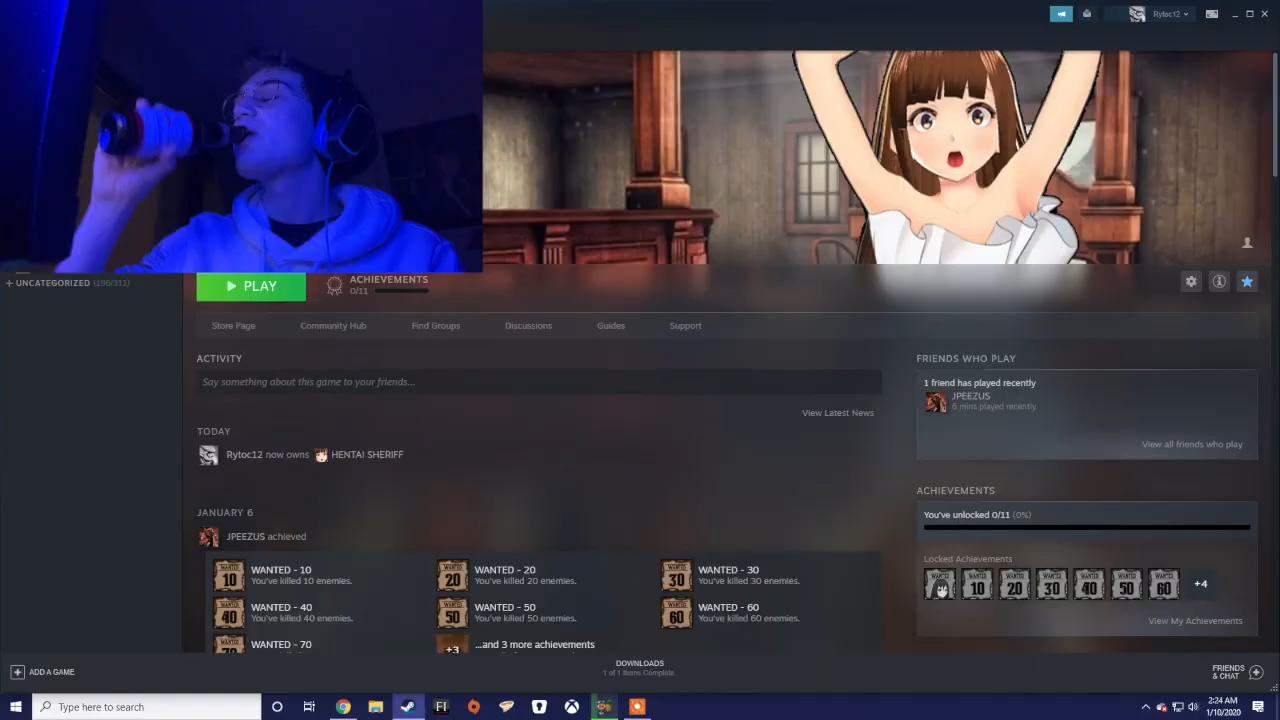 Rytoc12
+ UNCATEGORIZED (196/311)
PLAY
ACHIEVEMENTS
0/11
Store Page Community Hub Find Groups Discussions Guides Support
ACTIVITY
Say something about this game to your friends...
View Latest News
TODAY
Rytoc12 now owns HENTAI SHERIFF
JANUARY 6
JPEEZUS achieved
WANTED - 10
You've killed 10 enemies.
WANTED - 20
You've killed 20 enemies.
WANTED - 30
You've killed 30 enemies.
WANTED - 40
You've killed 40 enemies.
WANTED - 50
You've killed 50 enemies.
WANTED - 60
You've killed 60 enemies.
WANTED - 70
+3 ...and 3 more achievements
FRIENDS WHO PLAY
1 friend has played recently
JPEEZUS
6 mins played recently
View all friends who play
ACHIEVEMENTS
You've unlocked 0/11 (0%)
Locked Achievements
WANTED 10 20 30 40 50 60 +4
View My Achievements
+ ADD A GAME
DOWNLOADS
1 of 1 Items Complete
FRIENDS
& CHAT
Type here to search
2:24 AM
1/10/2020